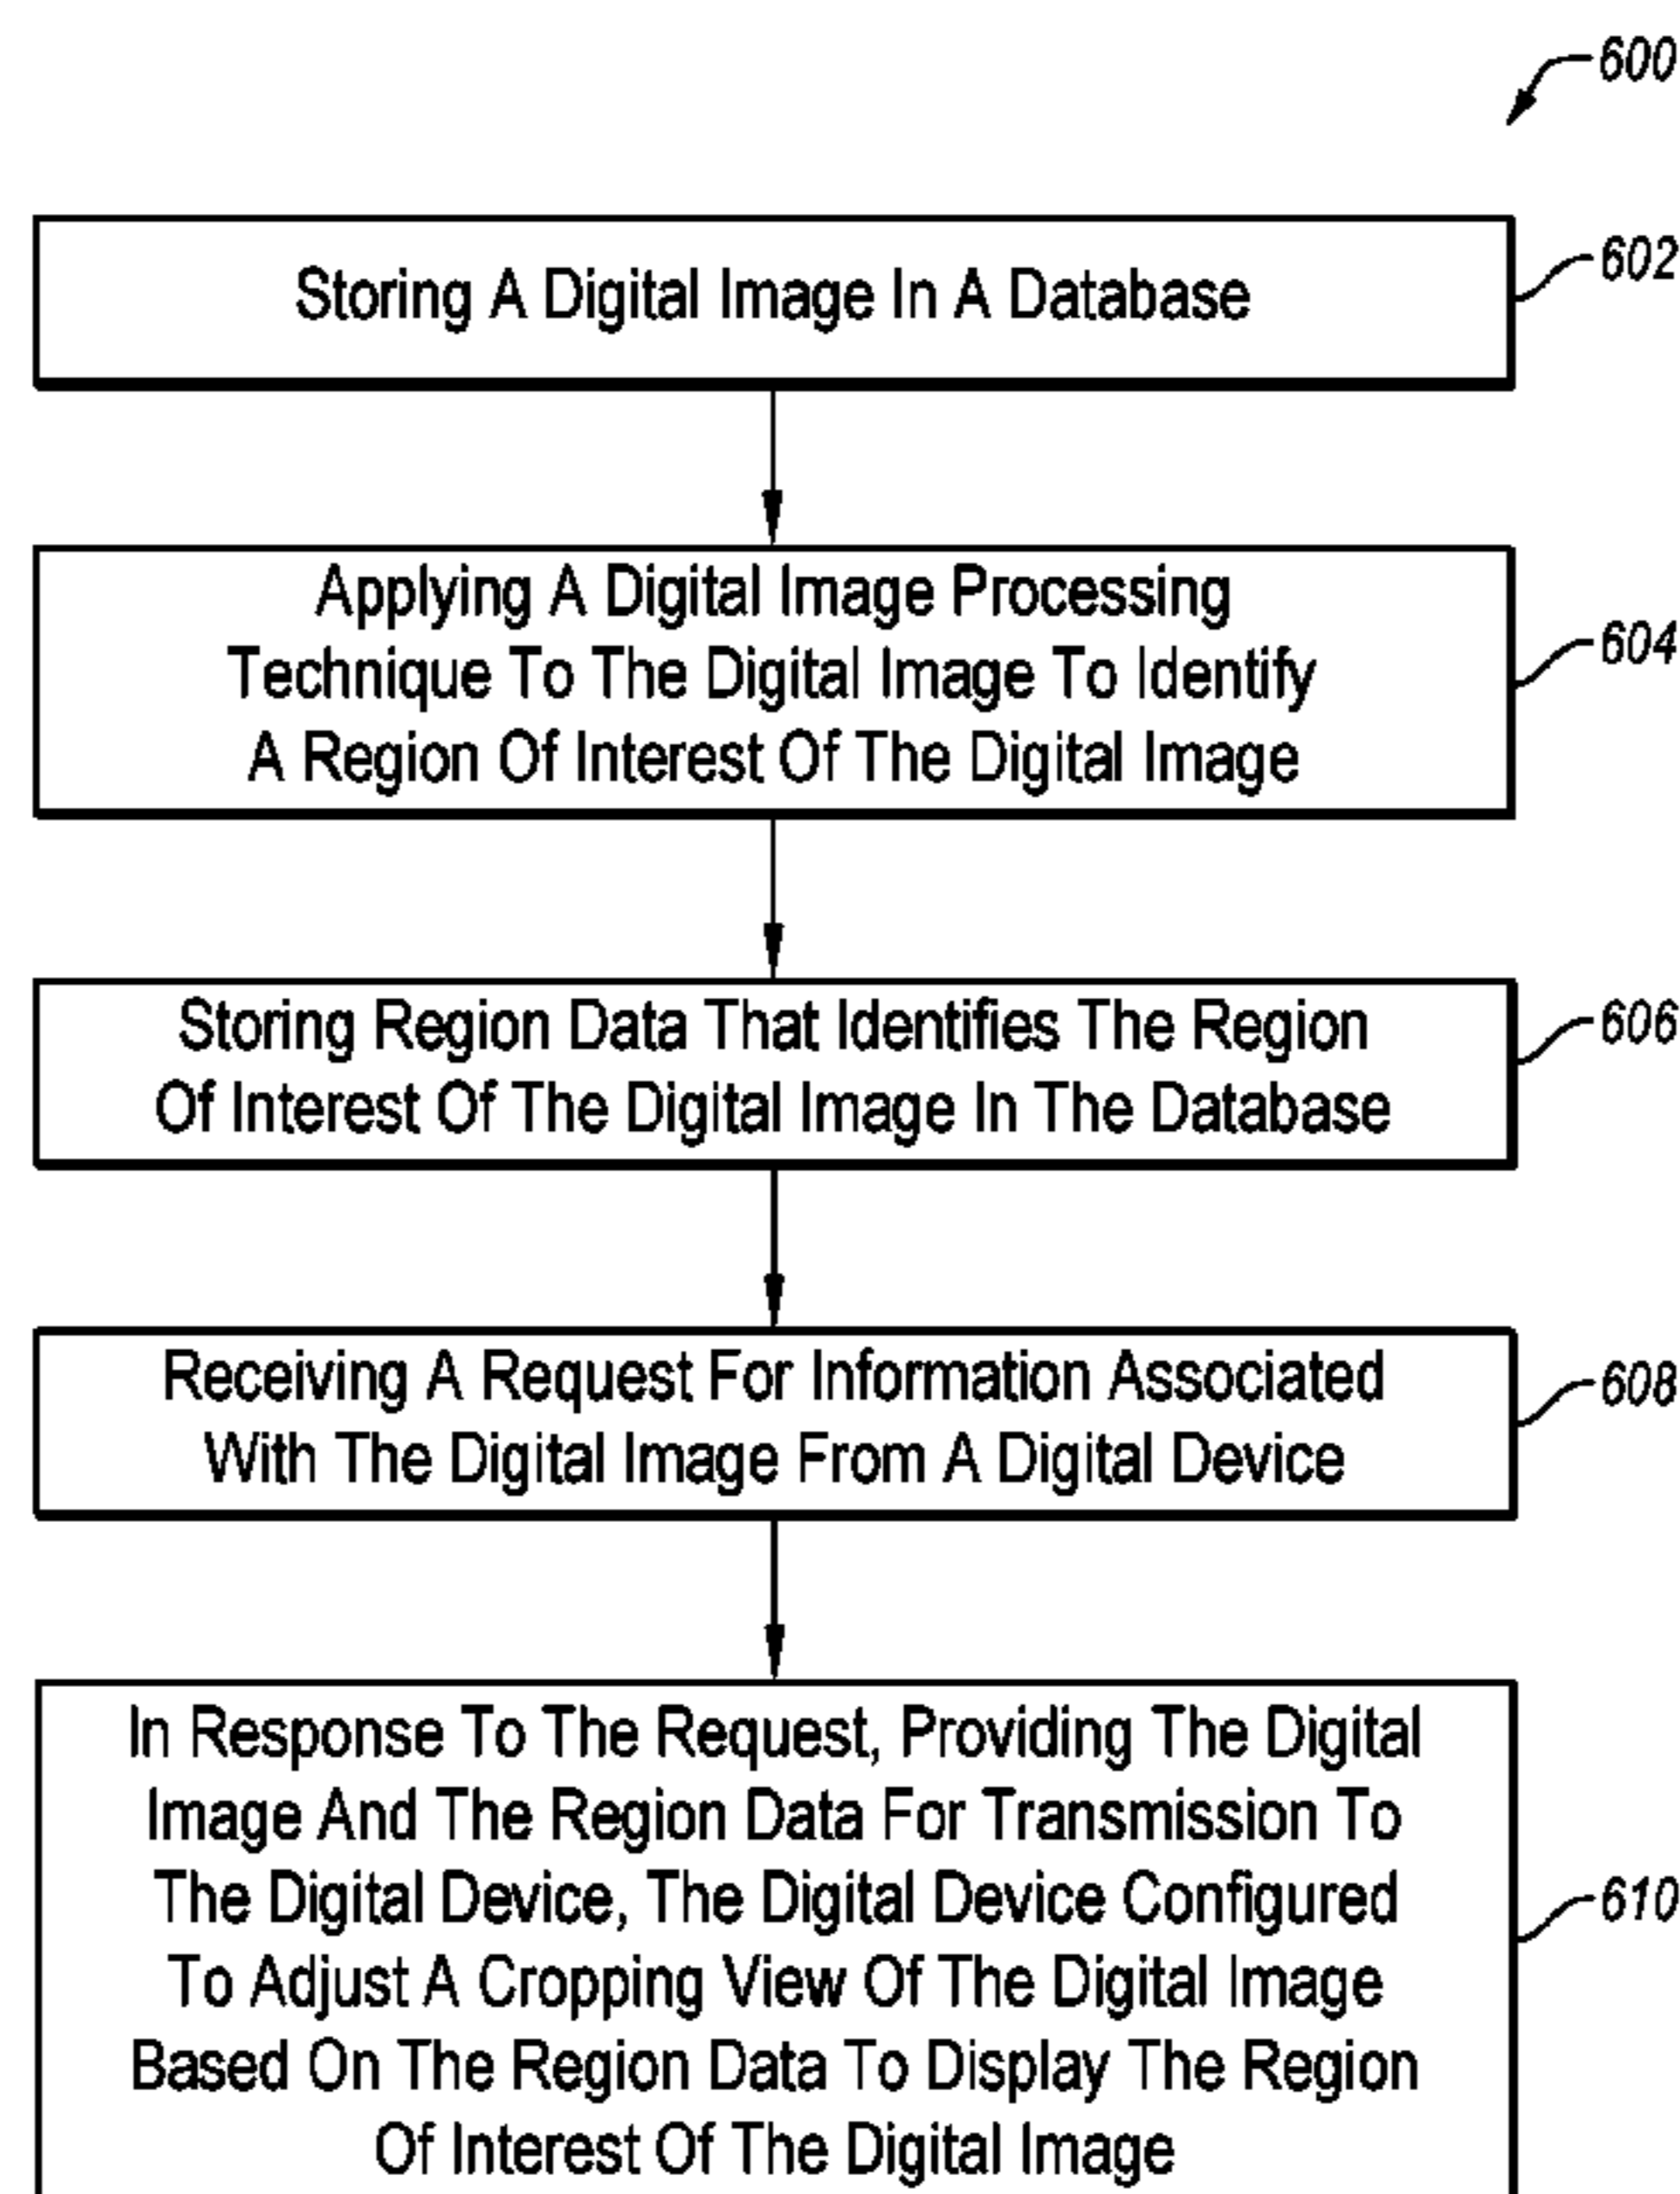 600
Storing A Digital Image In A Database
602
Applying A Digital Image Processing
Technique To The Digital Image To Identify
A Region Of Interest Of The Digital Image
604
Storing Region Data That Identifies The Region
Of Interest Of The Digital Image In The Database
606
Receiving A Request For Information Associated
With The Digital Image From A Digital Device
608
In Response To The Request, Providing The Digital
Image And The Region Data For Transmission To
The Digital Device, The Digital Device Configured
To Adjust A Cropping View Of The Digital Image
Based On The Region Data To Display The Region
Of Interest Of The Digital Image
610